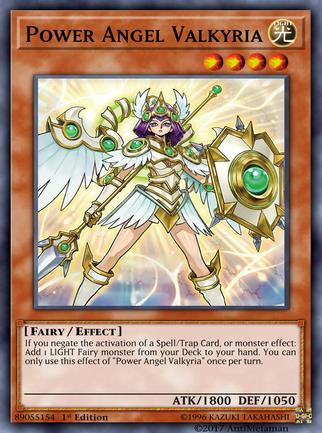 POWER ANGEL VALKYRIA
LIGHT
光
[FAIRY / EFFECT]
If you negate the activation of a Spell/Trap Card, or monster effect:
Add 1 LIGHT Fairy monster from your Deck to your hand. You can
only use this effect of "Power Angel Valkyria" once per turn.
ATK/1800 DEF/1050
89055154 1st Edition ©1996 KAZUKI TAKAHASHI
©2017 AntiMetaman